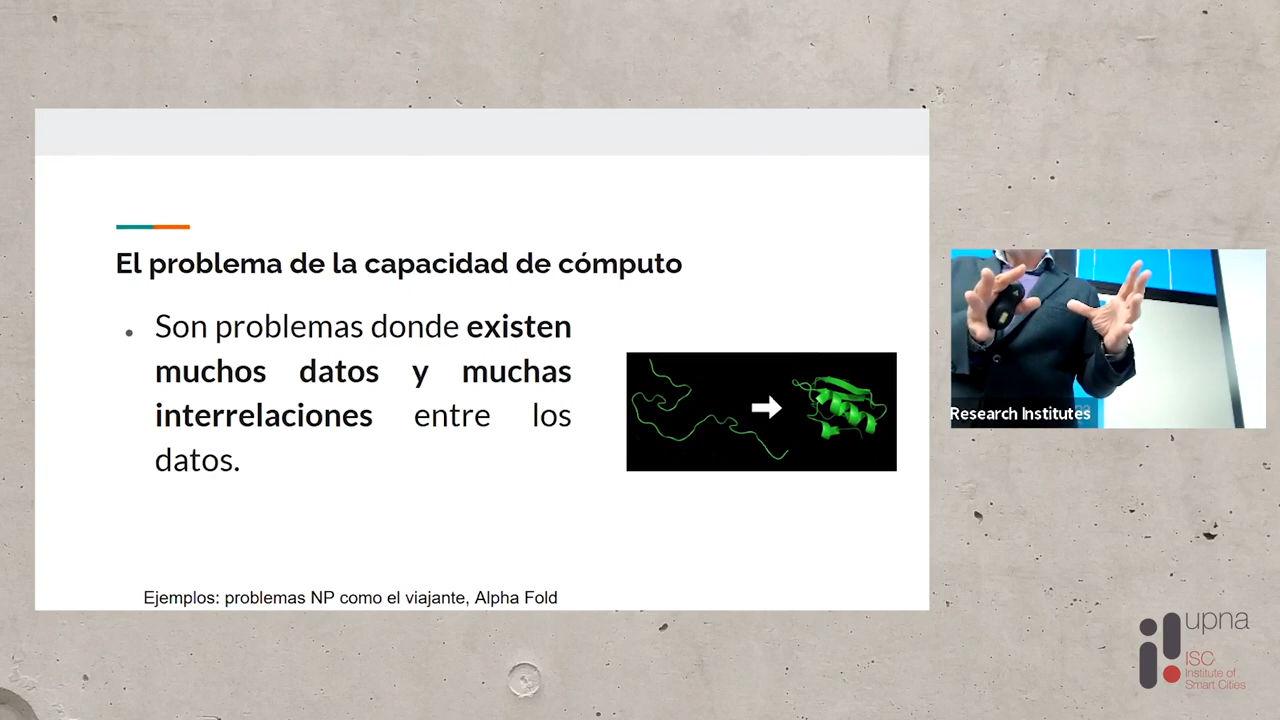 El problema de la capacidad de cómputo
Son problemas donde existen
muchos datos y muchas
interrelaciones entre los
datos.
Ejemplos: problemas NP como el viajante, Alpha Fold
Research Institutes
upna
ISC
Institute of
Smart Cities